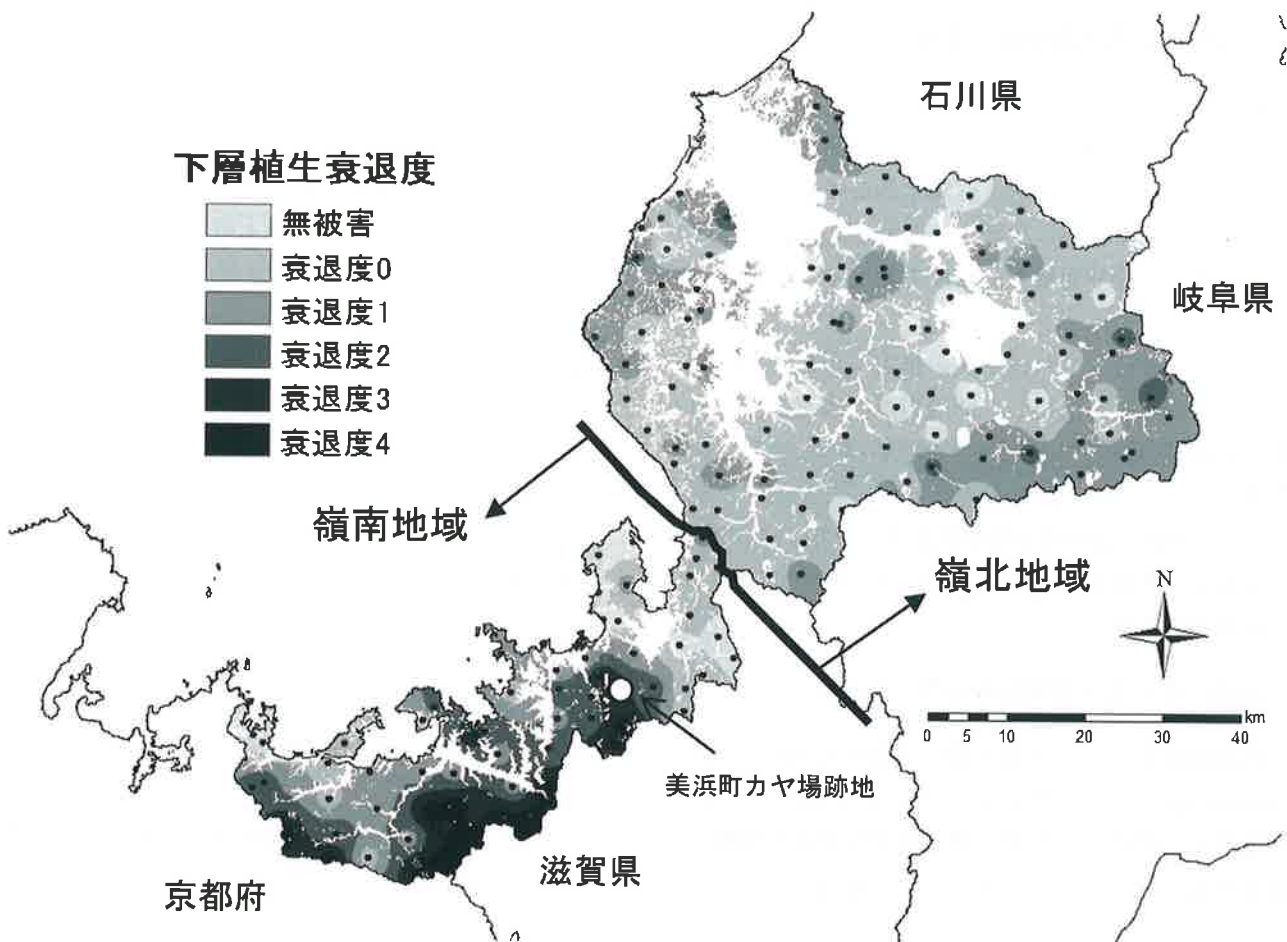 石川県
下層植生衰退度
無被害
衰退度0
衰退度1
衰退度2
衰退度3
衰退度4
岐阜県
嶺南地域
嶺北地域
N
km
0 5 10 20 30 40
美浜町カヤ場跡地
滋賀県
京都府